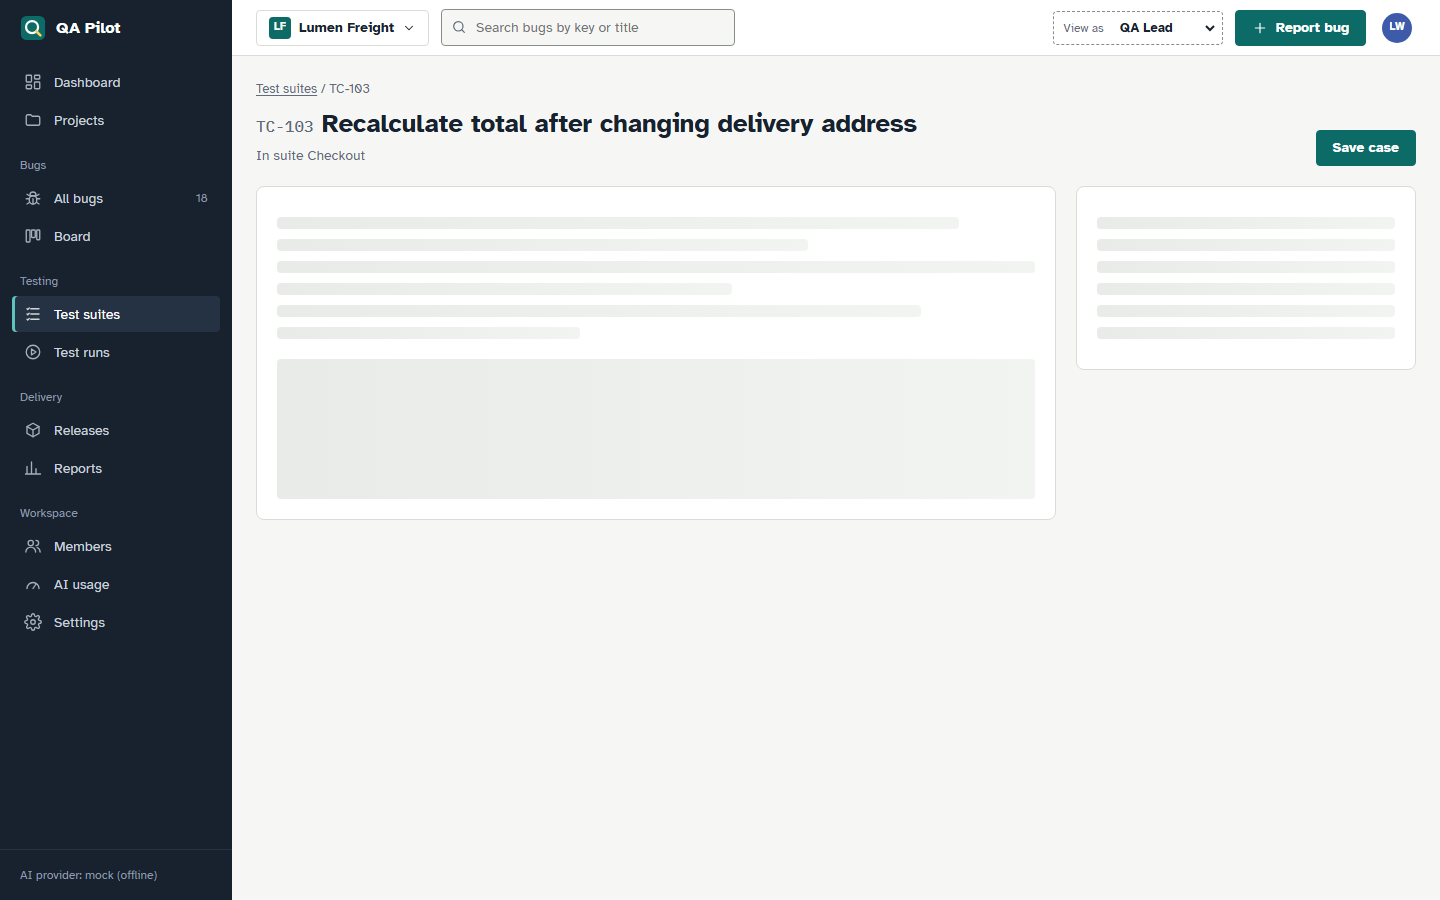 QA Pilot
Dashboard
Projects
Bugs
All bugs 18
Board
Testing
Test suites
Test runs
Delivery
Releases
Reports
Workspace
Members
AI usage
Settings
AI provider: mock (offline)
LF Lumen Freight
Search bugs by key or title
View as QA Lead
Report bug
LW
Test suites / TC-103
TC-103 Recalculate total after changing delivery address
In suite Checkout
Save case